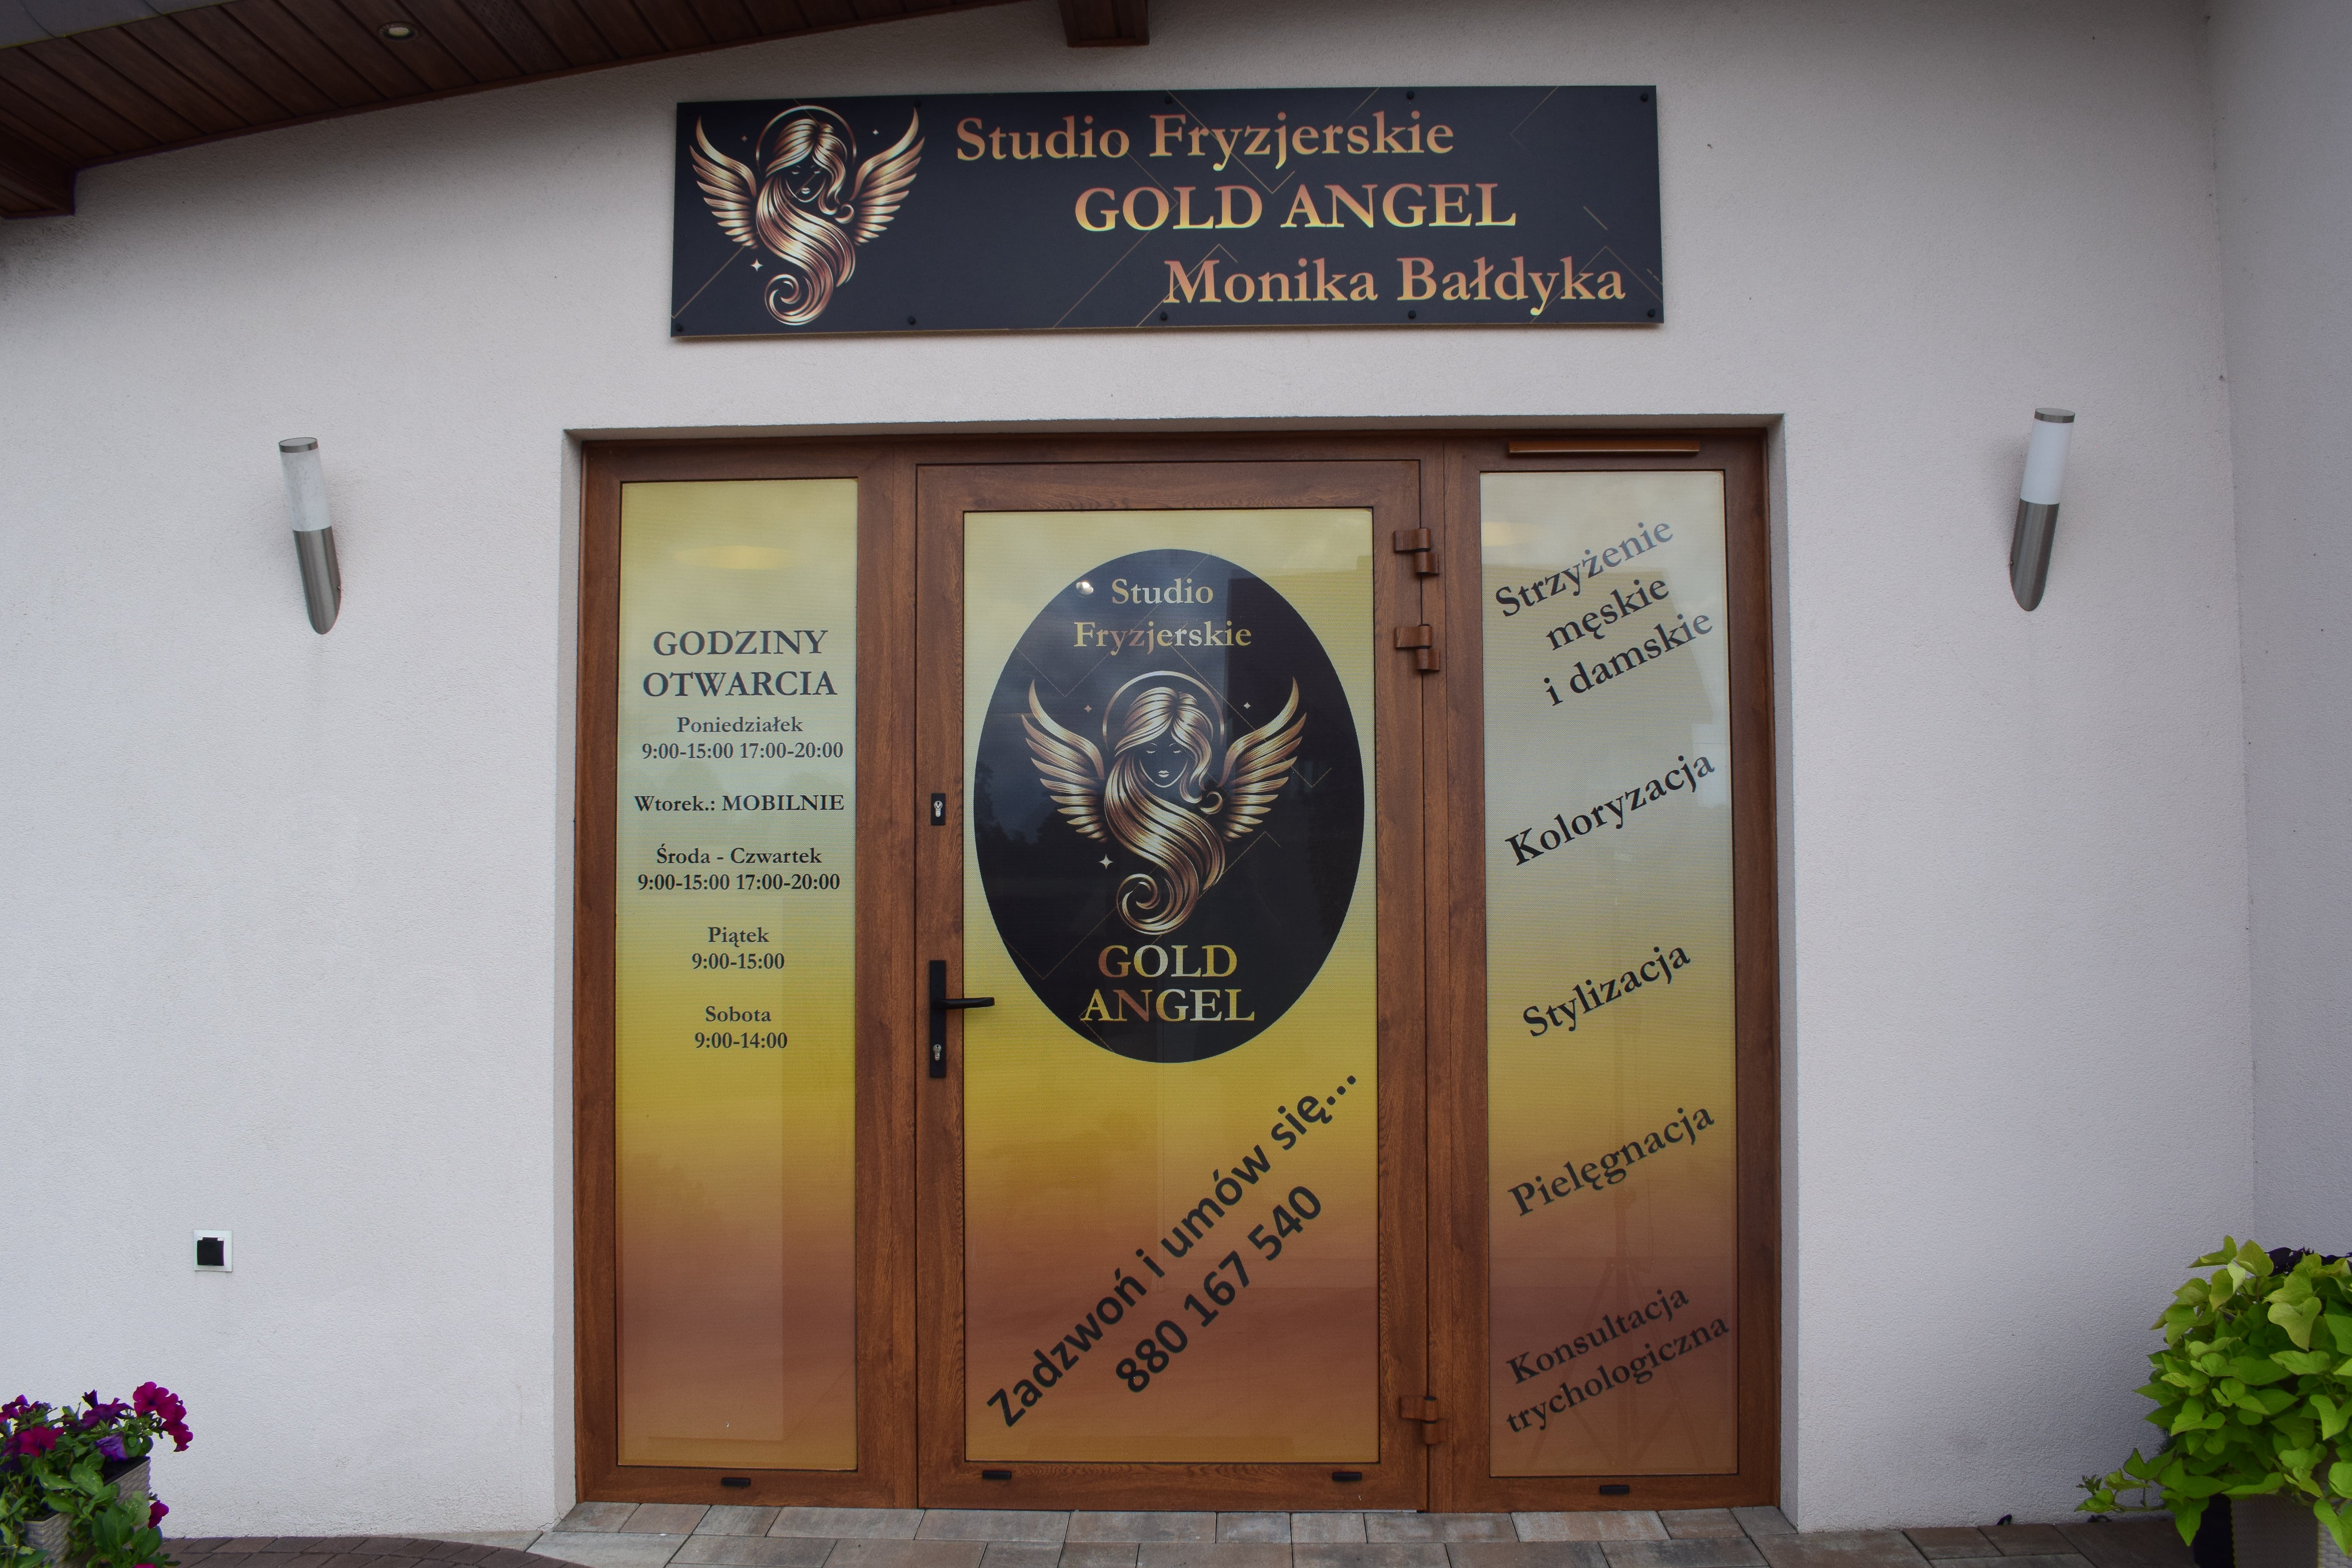 Studio Fryzjerskie
GOLD ANGEL
Monika Bałdyka
GODZINY
OTWARCIA
Poniedziałek
9:00-15:00 17:00-20:00
Wtorek.: MOBILNIE
Środa - Czwartek
9:00-15:00 17:00-20:00
Piątek
9:00-15:00
Sobota
9:00-14:00
Studio
Fryzjerskie
GOLD
ANGEL
Zadzwoń i umów się...
880 167 540
Strzyżenie
męskie
i damskie
Koloryzacja
Stylizacja
Pielęgnacja
Konsultacja
trychologiczna